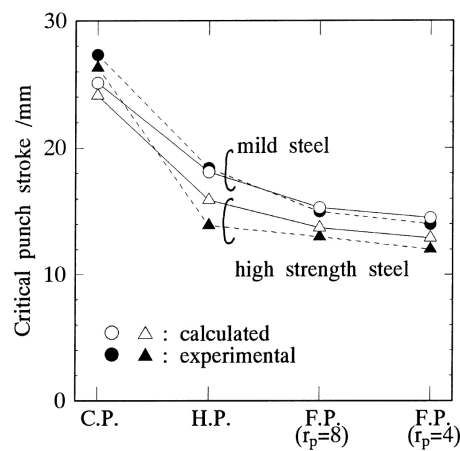 30
20
10
0
Critical punch stroke /mm
mild steel
high strength steel
○ △ : calculated
● ▲ : experimental
C.P. H.P. F.P. F.P.
(rp=8) (rp=4)